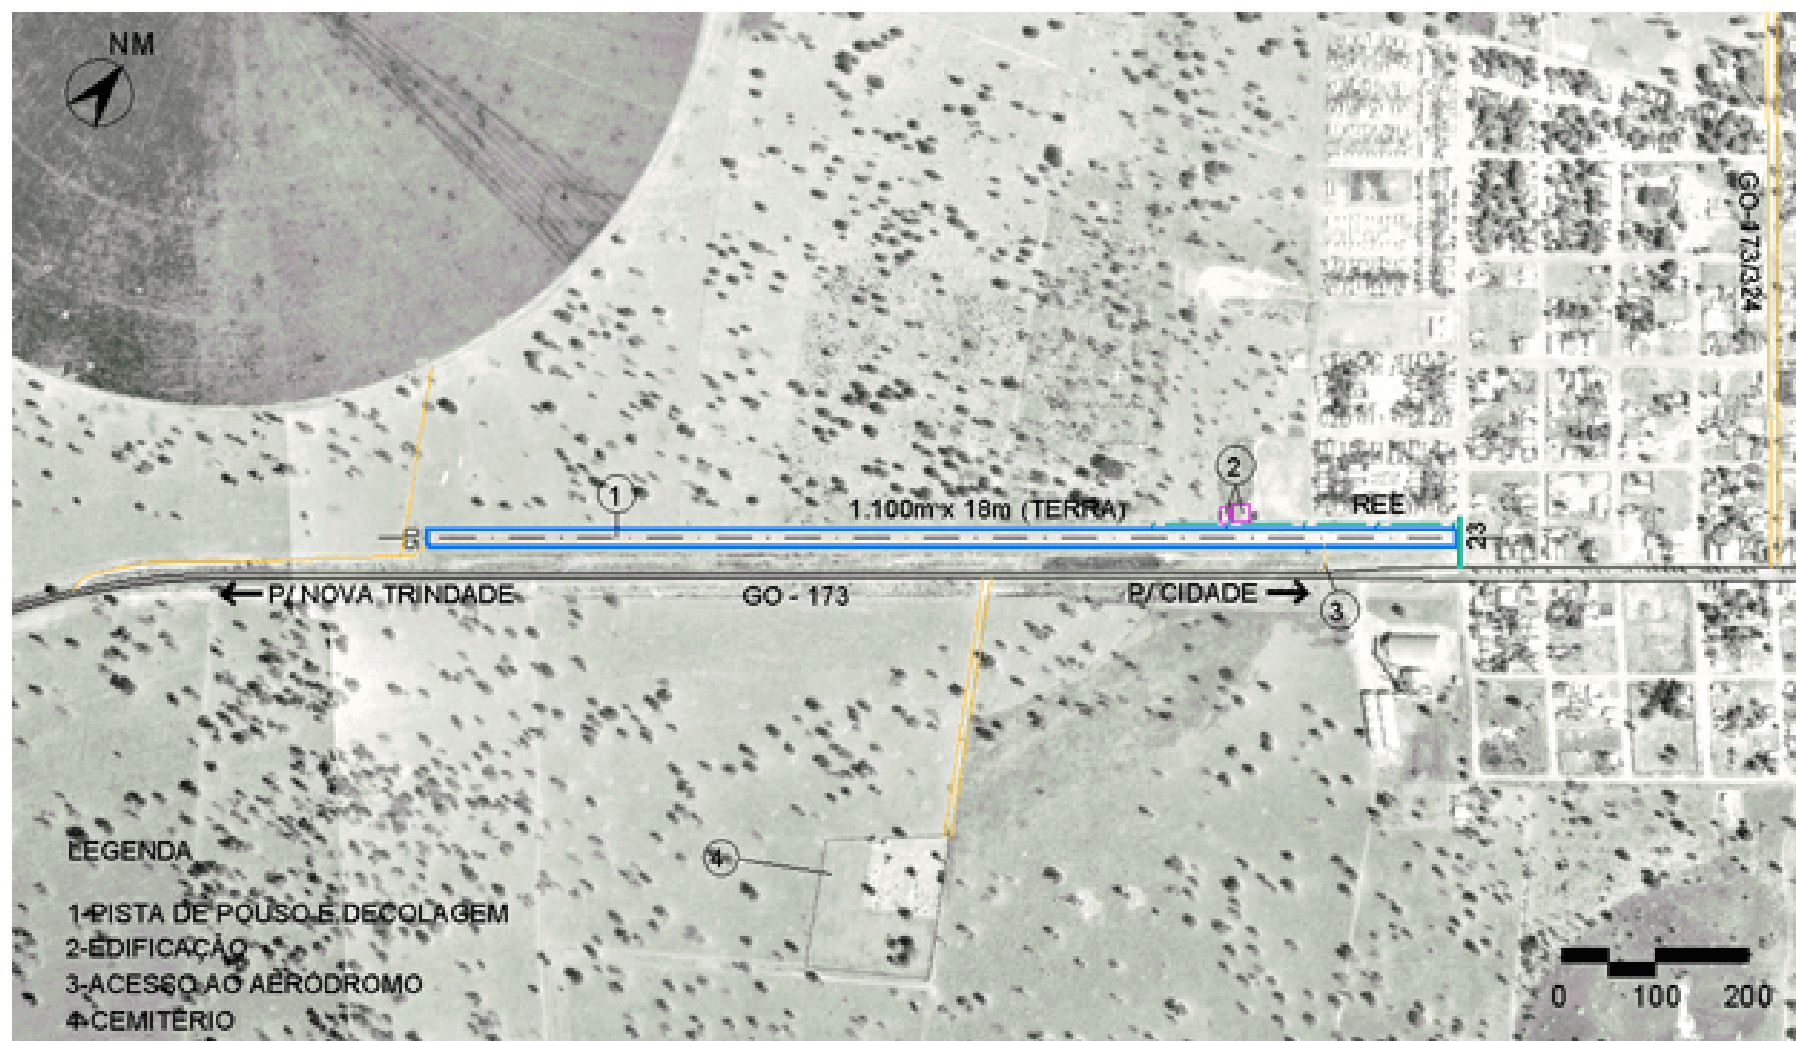 NM
GO-173/324
2
1
1.100m x 18m (TERRA)
REE
05
23
P/ NOVA TRINDADE
GO - 173
P/ CIDADE
3
4
LEGENDA
1-PISTA DE POUSO E DECOLAGEM
2-EDIFICAÇÃO
3-ACESSO AO AERÓDROMO
4-CEMITÉRIO
0 100 200